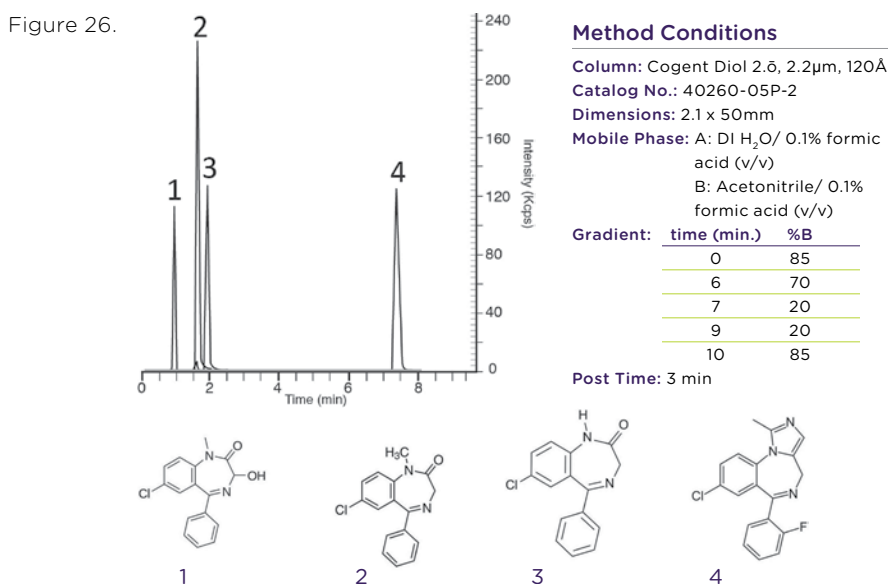 Figure 26.
1
2
3
4
240
200
160
120
80
40
0
Intensity (Kcps)
0
2
4
6
8
Time (min)
Method Conditions
Column: Cogent Diol 2.ō, 2.2µm, 120Å
Catalog No.: 40260-05P-2
Dimensions: 2.1 x 50mm
Mobile Phase: A: DI H₂O/ 0.1% formic
acid (v/v)
B: Acetonitrile/ 0.1%
formic acid (v/v)
Gradient: time (min.) %B
0 85
6 70
7 20
9 20
10 85
Post Time: 3 min
N
O
OH
N
Cl
1
H₃C
N
O
N
Cl
2
H
N
O
N
Cl
3
N
N
N
Cl
F
4